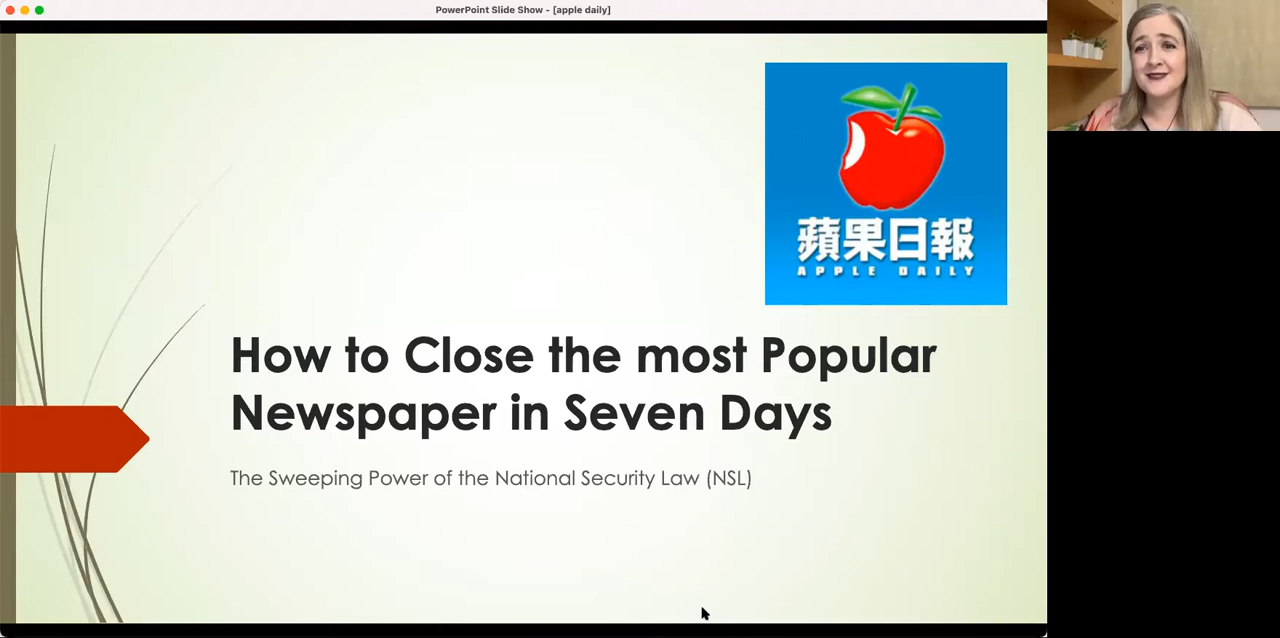 PowerPoint Slide Show - [apple daily]
蘋果日報
APPLE DAILY
How to Close the most Popular
Newspaper in Seven Days
The Sweeping Power of the National Security Law (NSL)